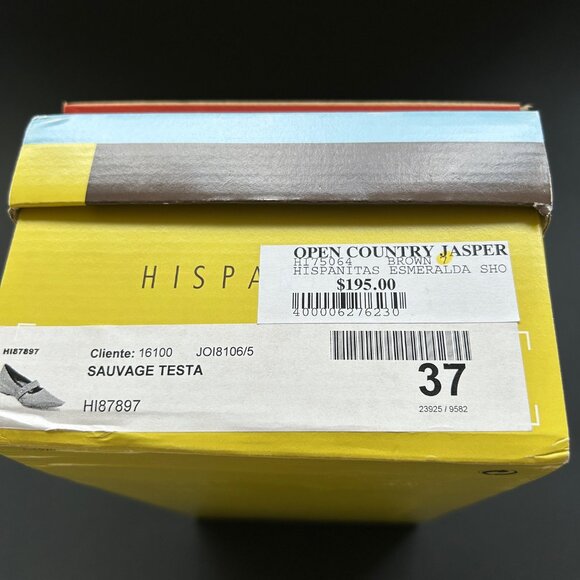 OPEN COUNTRY JASPER
HI75064 BROWN 7
HISPANITAS ESMERALDA SHO
$195.00
400006276230
HISPA
HI87897
Cliente: 16100 JOI8106/5
SAUVAGE TESTA
HI87897
37
23925 / 9582